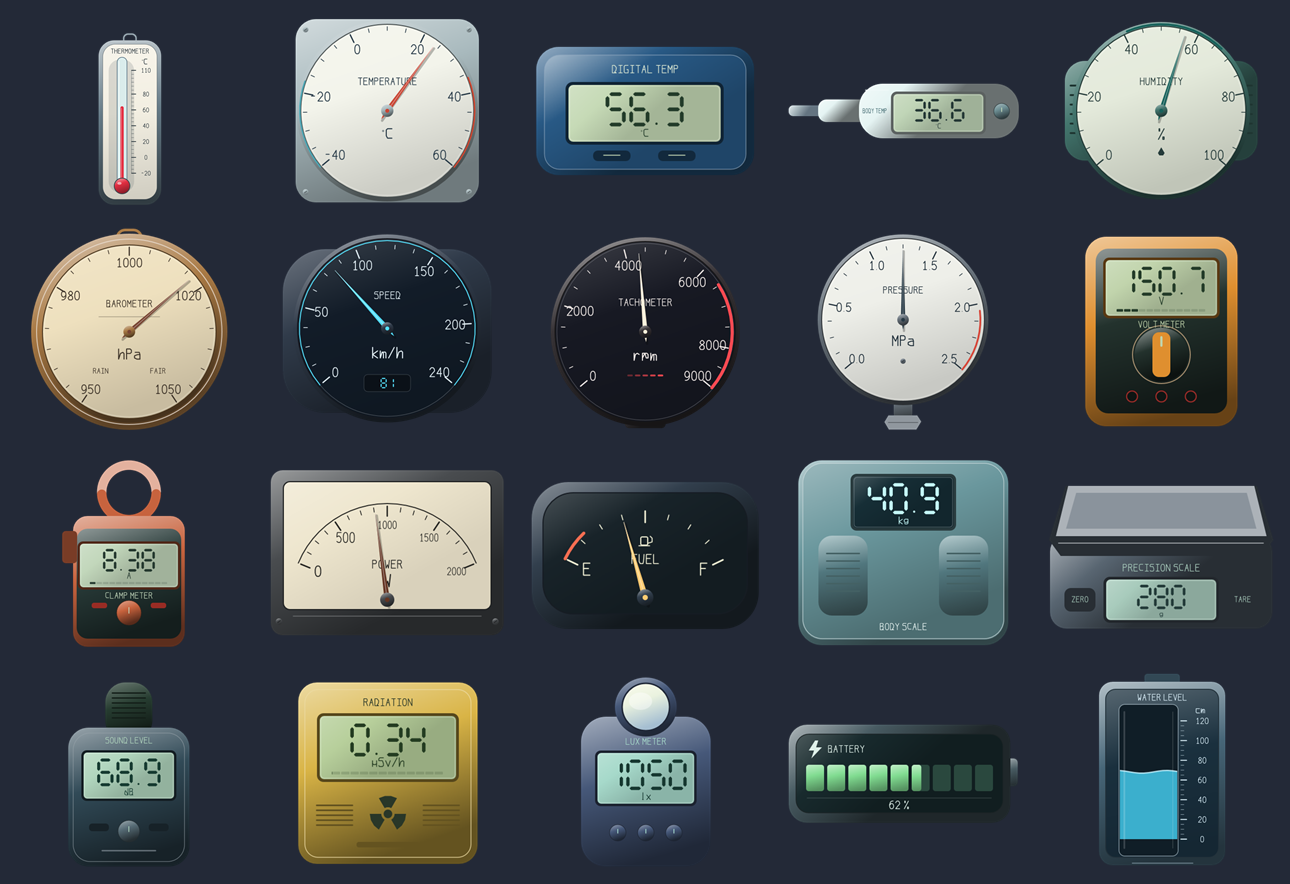 THERMOMETER
°C
110
80
60
40
20
0
-20
0
20
TEMPERATURE
-20
40
°C
-40
60
DIGITAL TEMP
56.3
°C
BODY TEMP
36.6
°C
40
60
HUMIDITY
20
80
%
0
100
1000
980
1020
BAROMETER
hPa
RAIN
FAIR
950
1050
100
150
SPEED
50
200
km/h
0
81
240
4000
6000
TACHOMETER
2000
8000
rpm
0
9000
1.0
1.5
PRESSURE
0.5
2.0
MPa
0.0
2.5
150.7
V
VOLT METER
8.38
A
CLAMP METER
500
1000
1500
POWER
0
2000
W
FUEL
E
F
40.9
kg
BODY SCALE
PRECISION SCALE
ZERO
280
g
TARE
SOUND LEVEL
68.9
dB
RADIATION
0.34
μSv/h
LUX METER
1050
lx
BATTERY
62 %
WATER LEVEL
cm
120
100
80
60
40
20
0